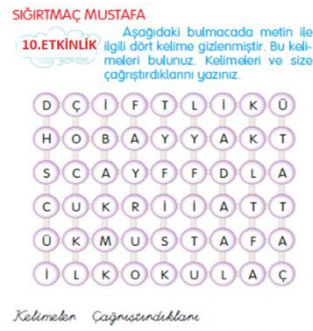 SIĞIRTMAÇ MUSTAFA
10.ETKİNLİK
Aşağıdaki bulmacada metin ile
ilgili dört kelime gizlenmiştir. Bu keli-
meleri bulunuz. Kelimeleri ve size
çağrıştırdıklarını yazınız.
D Ç İ F T L İ K Ü
H O B A Y Y A K T
S C A Y F F D L A
C U K R İ İ A T T
Ü K M U S T A F A
İ L K O K U L A Ç
Kelimeler Çağrıştırdıkları